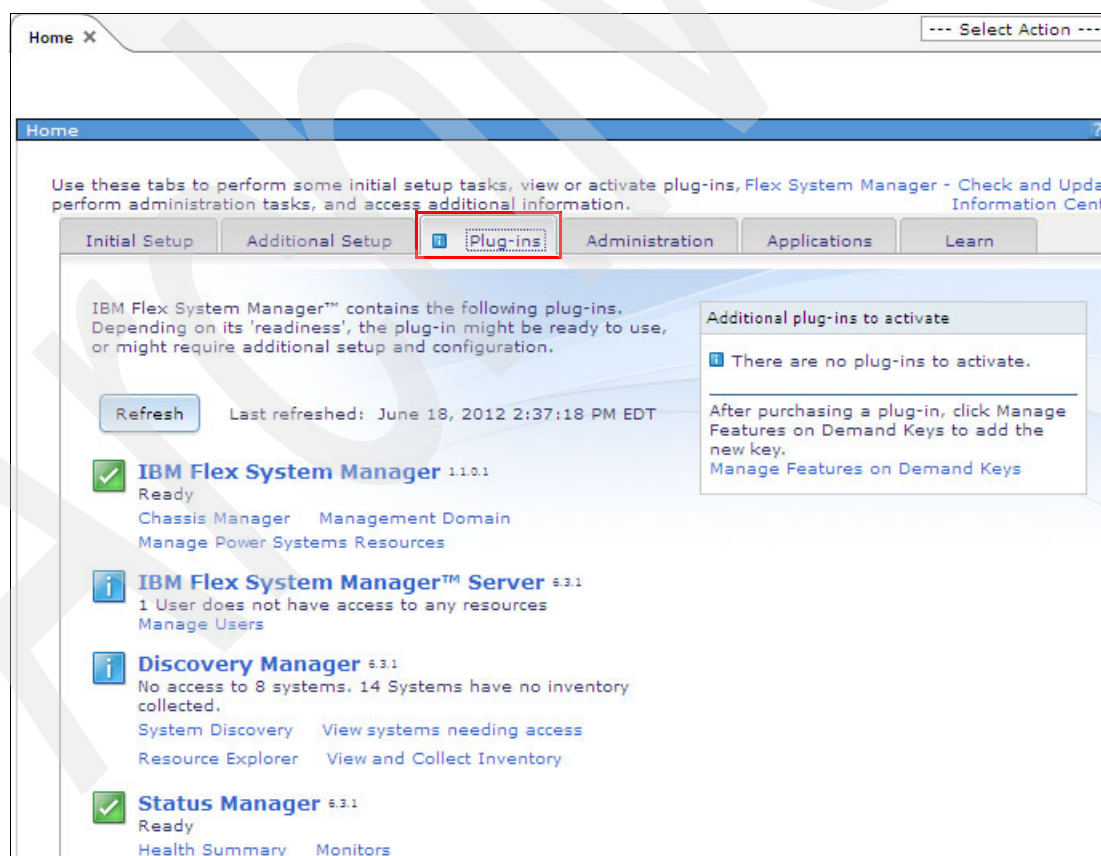 Home
--- Select Action ---
Home
?
Use these tabs to perform some initial setup tasks, view or activate plug-ins,
perform administration tasks, and access additional information.
Flex System Manager - Check and Upda
Information Cent
Initial Setup
Additional Setup
Plug-ins
Administration
Applications
Learn
IBM Flex System Manager™ contains the following plug-ins.
Depending on its 'readiness', the plug-in might be ready to use,
or might require additional setup and configuration.
Refresh
Last refreshed: June 18, 2012 2:37:18 PM EDT
Additional plug-ins to activate
There are no plug-ins to activate.
After purchasing a plug-in, click Manage
Features on Demand Keys to add the
new key.
Manage Features on Demand Keys
IBM Flex System Manager 1.1.0.1
Ready
Chassis Manager Management Domain
Manage Power Systems Resources
IBM Flex System Manager™ Server 6.3.1
1 User does not have access to any resources
Manage Users
Discovery Manager 6.3.1
No access to 8 systems. 14 Systems have no inventory
collected.
System Discovery View systems needing access
Resource Explorer View and Collect Inventory
Status Manager 6.3.1
Ready
Health Summary Monitors